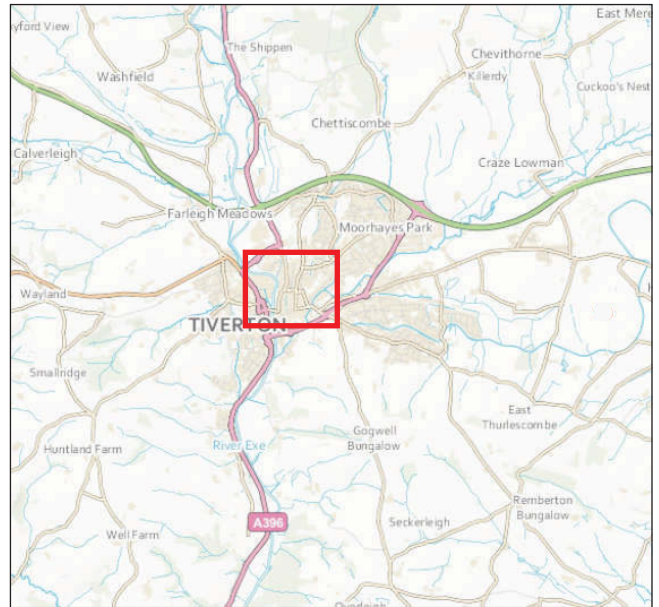 East Mere
ayford View
The Shippen
Chevithorne
Washfield
Killerdy
Cuckoo's Nest
Chettiscombe
Calverleigh
Craze Lowman
Farleigh Meadows
Moorhayes Park
Wayland
TIVERTON
Smallridge
East
Thurlescombe
Gogwell
Bungalow
River Exe
Huntland Farm
Remberton
Bungalow
A396
Seckerleigh
Well Farm